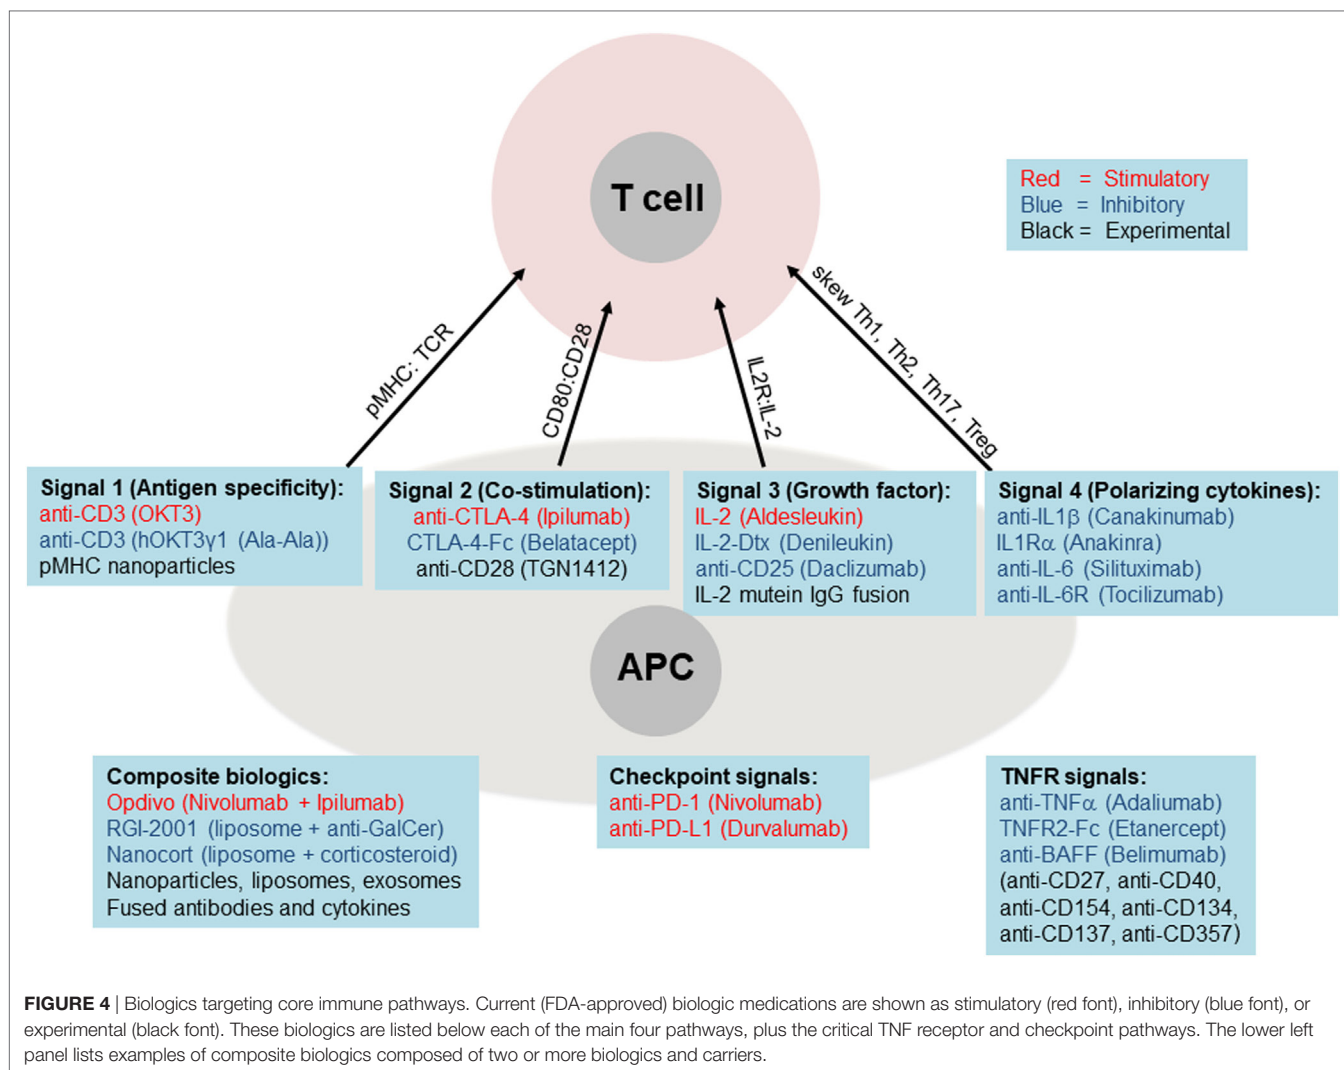 T cell
Red = Stimulatory
Blue = Inhibitory
Black = Experimental
pMHC: TCR
CD80:CD28
IL2R:IL-2
skew Th1, Th2, Th17, Treg
Signal 1 (Antigen specificity):
anti-CD3 (OKT3)
anti-CD3 (hOKT3γ1 (Ala-Ala))
pMHC nanoparticles
Signal 2 (Co-stimulation):
anti-CTLA-4 (Ipilumab)
CTLA-4-Fc (Belatacept)
anti-CD28 (TGN1412)
Signal 3 (Growth factor):
IL-2 (Aldesleukin)
IL-2-Dtx (Denileukin)
anti-CD25 (Daclizumab)
IL-2 mutein IgG fusion
Signal 4 (Polarizing cytokines):
anti-IL1β (Canakinumab)
IL1Rα (Anakinra)
anti-IL-6 (Silituximab)
anti-IL-6R (Tocilizumab)
APC
Composite biologics:
Opdivo (Nivolumab + Ipilumab)
RGI-2001 (liposome + anti-GalCer)
Nanocort (liposome + corticosteroid)
Nanoparticles, liposomes, exosomes
Fused antibodies and cytokines
Checkpoint signals:
anti-PD-1 (Nivolumab)
anti-PD-L1 (Durvalumab)
TNFR signals:
anti-TNFα (Adaliumab)
TNFR2-Fc (Etanercept)
anti-BAFF (Belimumab)
(anti-CD27, anti-CD40,
anti-CD154, anti-CD134,
anti-CD137, anti-CD357)
FIGURE 4 | Biologics targeting core immune pathways. Current (FDA-approved) biologic medications are shown as stimulatory (red font), inhibitory (blue font), or
experimental (black font). These biologics are listed below each of the main four pathways, plus the critical TNF receptor and checkpoint pathways. The lower left
panel lists examples of composite biologics composed of two or more biologics and carriers.